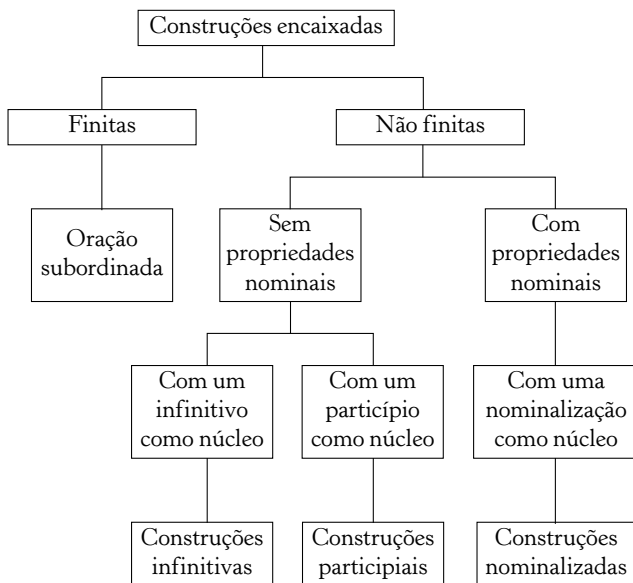 Construções encaixadas
Finitas
Não finitas
Oração
subordinada
Sem
propriedades
nominais
Com
propriedades
nominais
Com um
infinitivo
como núcleo
Com um
particípio
como núcleo
Com uma
nominalização
como núcleo
Construções
infinitivas
Construções
participiais
Construções
nominalizadas